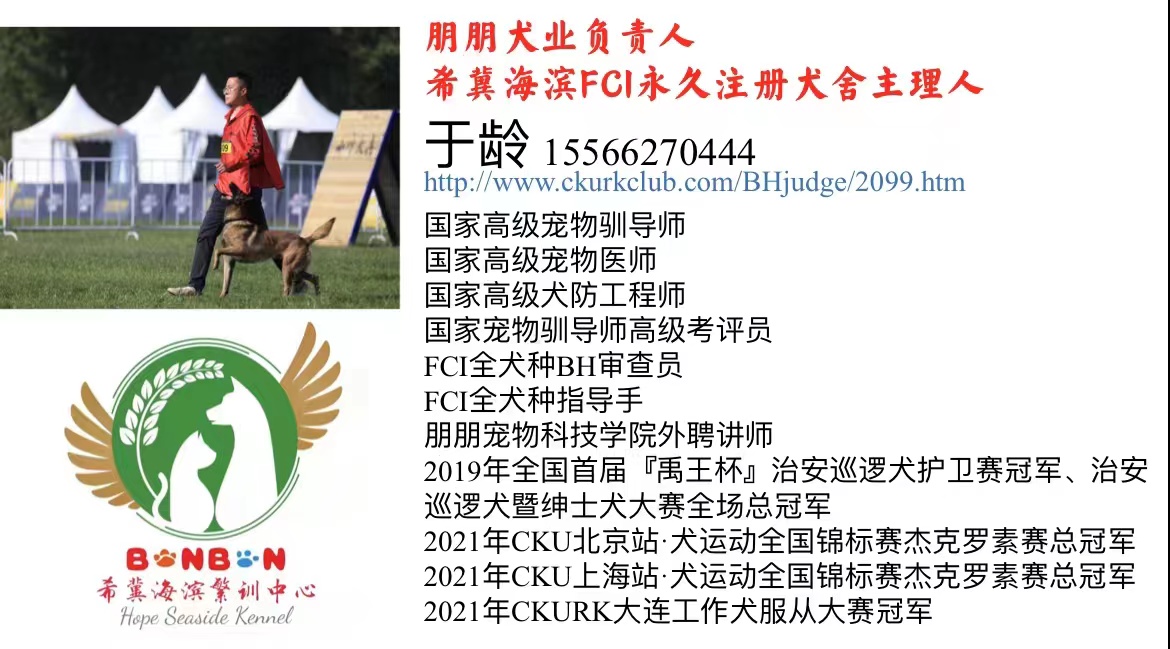 朋朋犬业负责人
希冀海滨FCI永久注册犬舍主理人
于龄 15566270444
http://www.ckurkclub.com/BHjudge/2099.htm
国家高级宠物驯导师
国家高级宠物医师
国家高级犬防工程师
国家宠物驯导师高级考评员
FCI全犬种BH审查员
FCI全犬种指导手
朋朋宠物科技学院外聘讲师
2019年全国首届『禹王杯』治安巡逻犬护卫赛冠军、治安
巡逻犬暨绅士犬大赛全场总冠军
2021年CKU北京站·犬运动全国锦标赛杰克罗素赛总冠军
2021年CKU上海站·犬运动全国锦标赛杰克罗素赛总冠军
2021年CKURK大连工作犬服从大赛冠军
BONBON
希冀海滨繁训中心
Hope Seaside Kennel